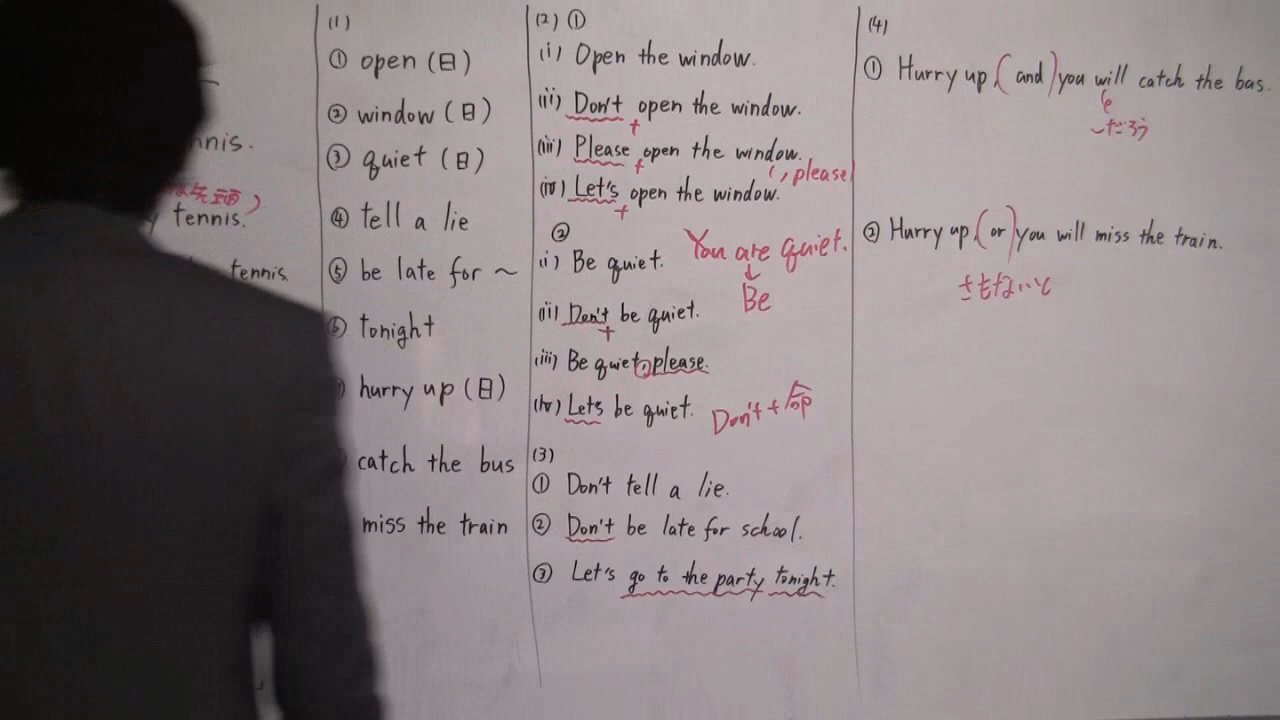 nnis.
先頭)
tennis.
tennis.
(1)
① open (日)
② window (日)
③ quiet (日)
④ tell a lie
⑤ be late for ～
⑥ tonight
hurry up (日)
catch the bus
miss the train
(2) ①
(i) Open the window.
(ii) Don't open the window.
+
(iii) Please open the window.
+
(, please)
(iv) Let's open the window.
+
②
(i) Be quiet.
You are quiet.
↓
Be
(ii) Don't be quiet.
+
(iii) Be quiet, please.
(iv) Let's be quiet.
Don't + 命
(3)
① Don't tell a lie.
② Don't be late for school.
③ Let's go to the party tonight.
(4)
① Hurry up, (and) you will catch the bus.
～だろう
② Hurry up, (or) you will miss the train.
さもないと